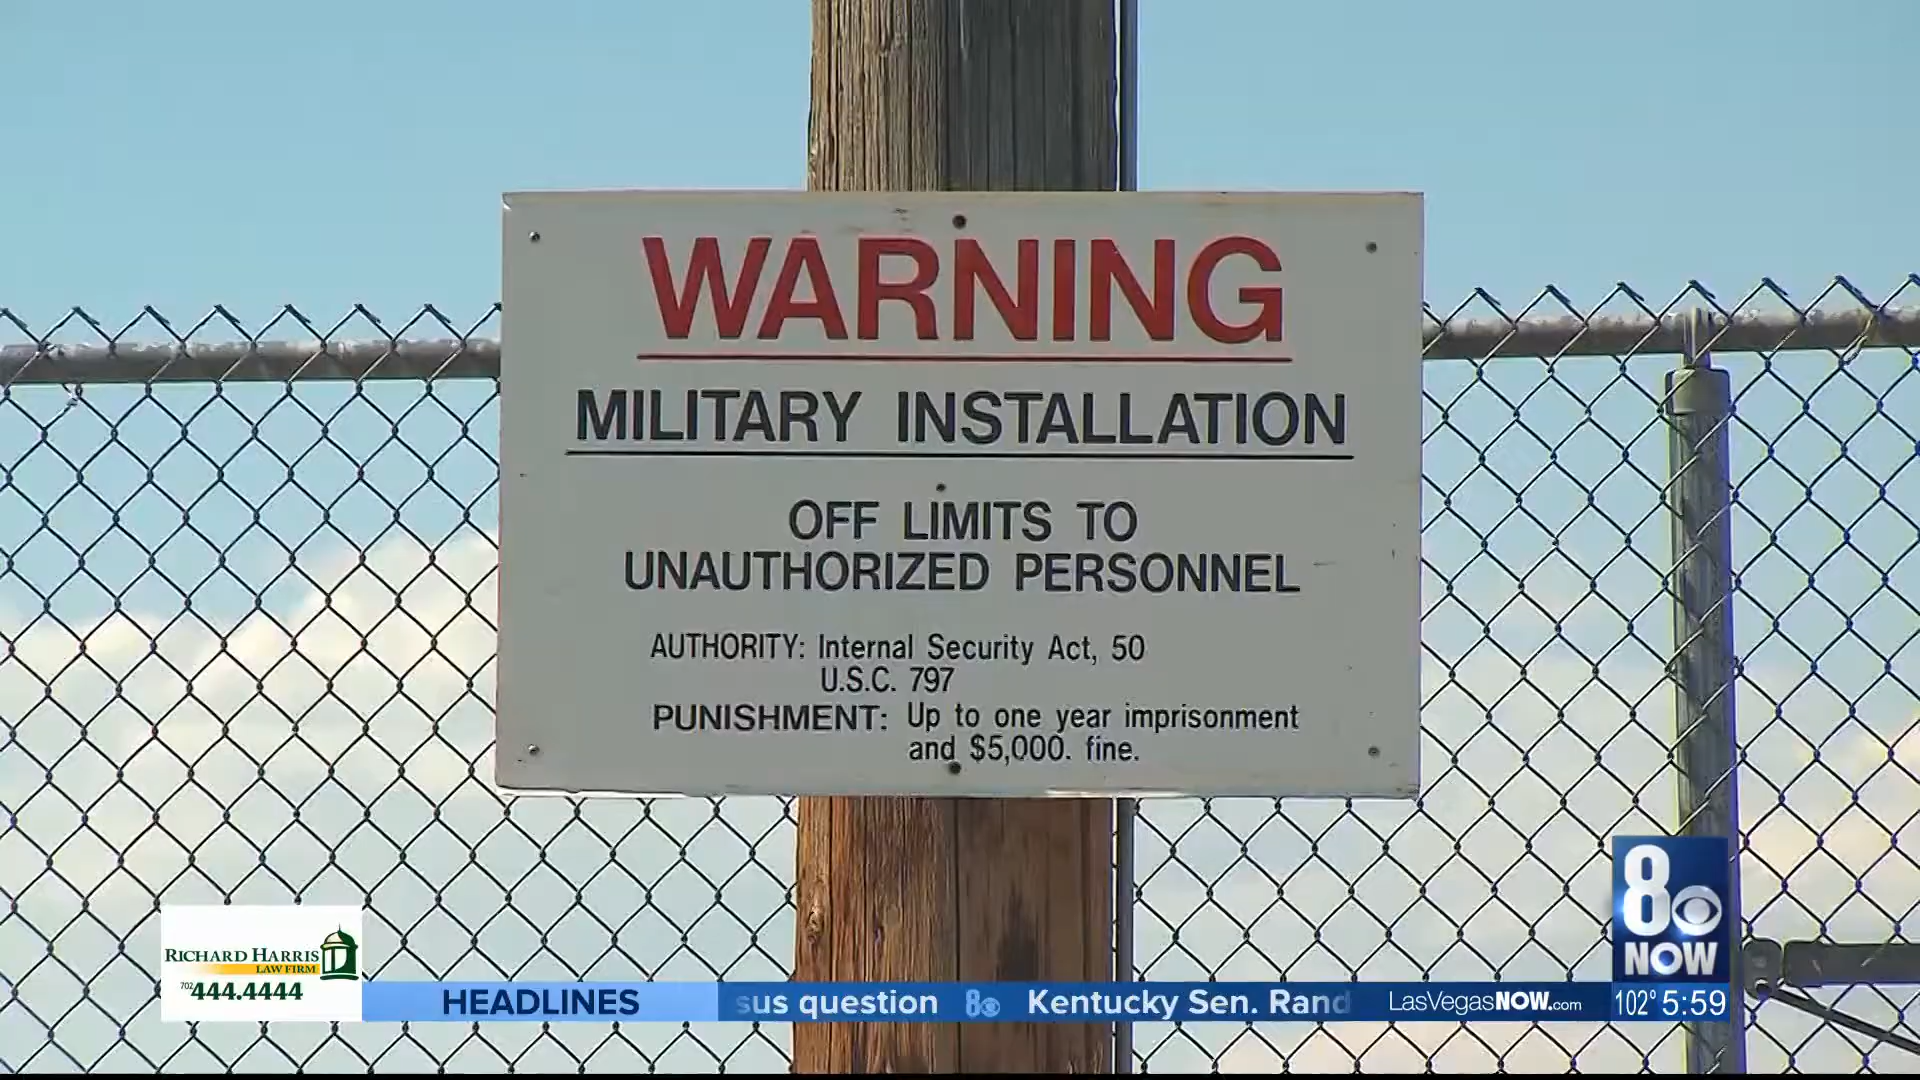 WARNING
MILITARY INSTALLATION
OFF LIMITS TO
UNAUTHORIZED PERSONNEL
AUTHORITY: Internal Security Act, 50
U.S.C. 797
PUNISHMENT: Up to one year imprisonment
and $5,000. fine.
8
NOW
RICHARD HARRIS
LAW FIRM
702 444.4444
HEADLINES
sus question 8 Kentucky Sen. Rand
LasVegasNOW.com
102° 5:59